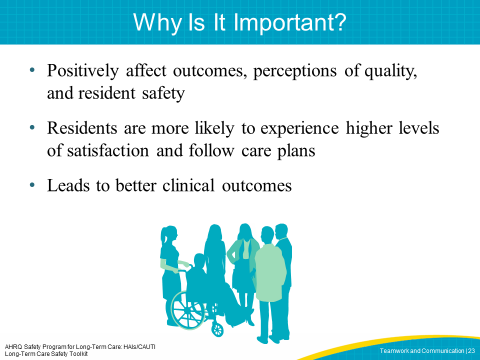 Why Is It Important?
• Positively affect outcomes, perceptions of quality,
and resident safety
• Residents are more likely to experience higher levels
of satisfaction and follow care plans
• Leads to better clinical outcomes
AHRQ Safety Program for Long-Term Care: HAIs/CAUTI
Long-Term Care Safety Toolkit
Teamwork and Communication | 23